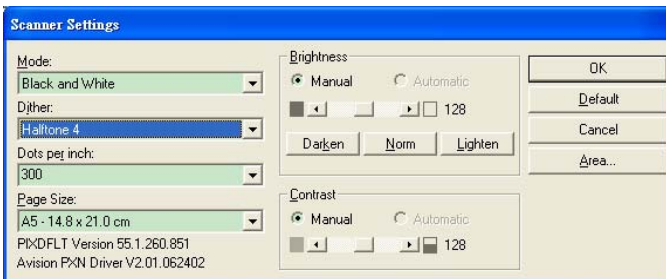 Scanner Settings
Mode:
Black and White
Dither:
Halftone 4
Dots per inch:
300
Page Size:
A5 - 14.8 x 21.0 cm
PIXDFLT Version 55.1.260.851
Avision PXN Driver V2.01.062402
Brightness
Manual Automatic
128
Darken Norm Lighten
Contrast
Manual Automatic
128
OK
Default
Cancel
Area...